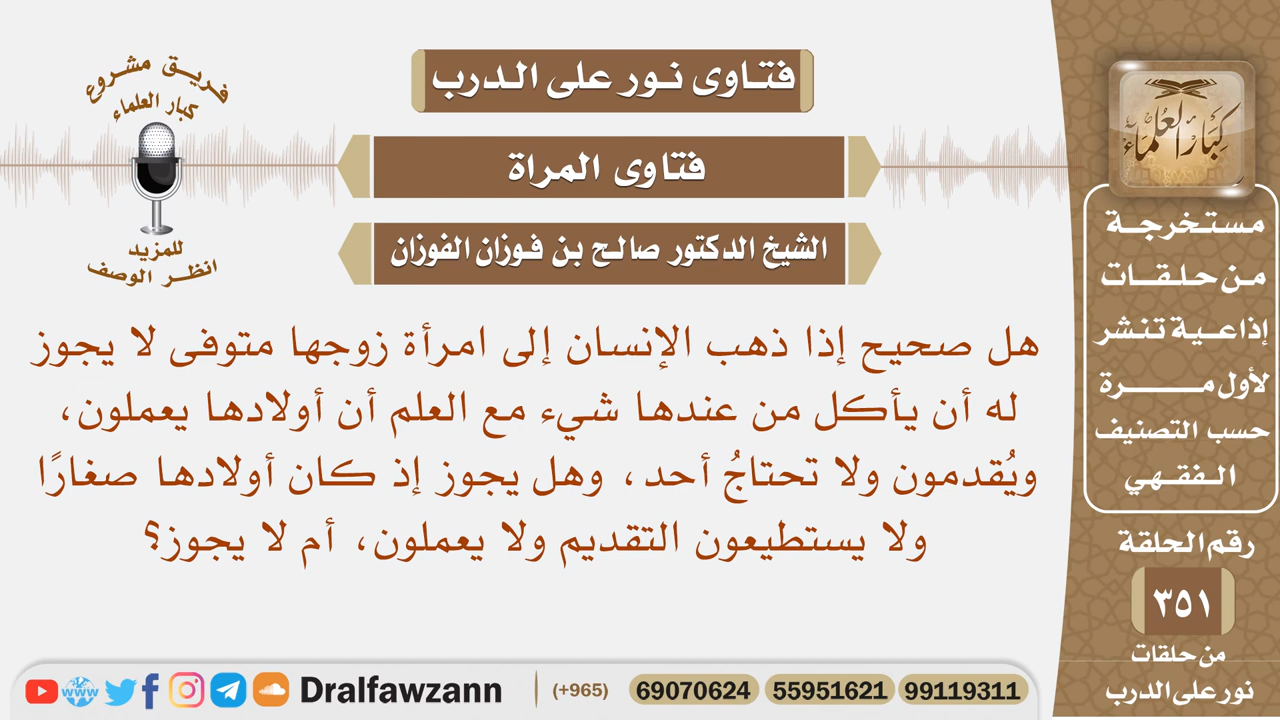 فتاوى نور على الدرب
فتاوى المراة
الشيخ الدكتور صالح بن فوزان الفوزان
فريق مشروع
كبار العلماء
للمزيد
انظر الوصف
هل صحيح إذا ذهب الإنسان إلى امرأة زوجها متوفى لا يجوز
له أن يأكل من عندها شيء مع العلم أن أولادها يعملون،
ويُقدمون ولا تحتاجُ أحد، وهل يجوز إذ كان أولادها صغارًا
ولا يستطيعون التقديم ولا يعملون، أم لا يجوز؟
كبار العلماء
مستخرجة
من حلقات
إذاعية تنشر
لأول مرة
حسب التصنيف
الفقهي
رقم الحلقة
٣٥١
من حلقات
نور على الدرب
www Dralfawzann (+965) 69070624 55951621 99119311